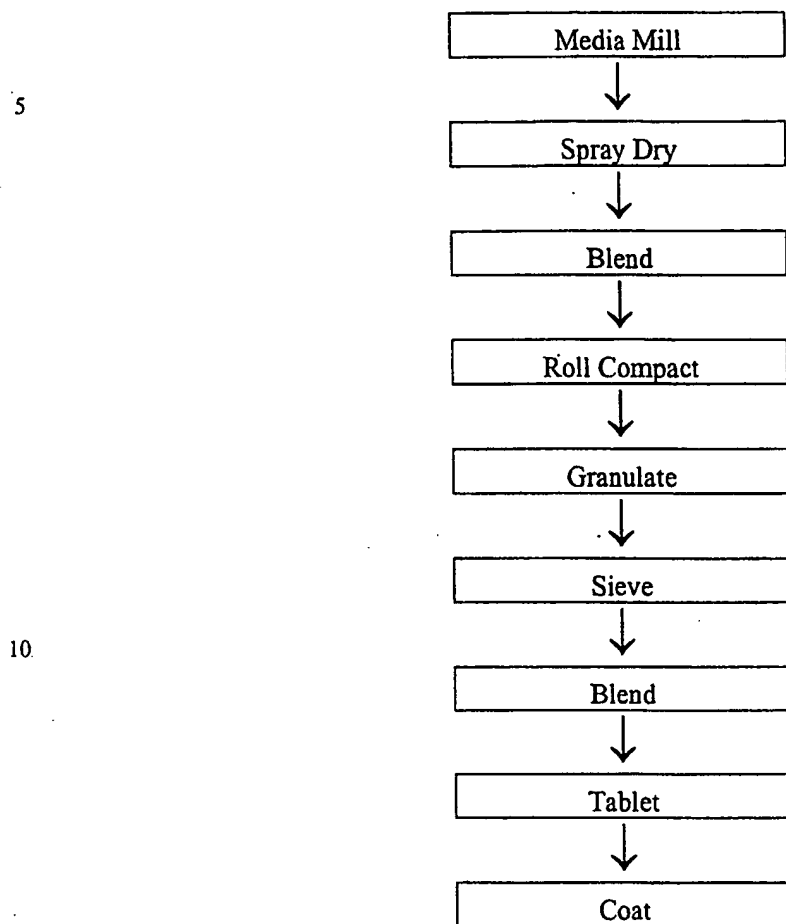 Media Mill
5
Spray Dry
Blend
Roll Compact
Granulate
Sieve
10
Blend
Tablet
Coat